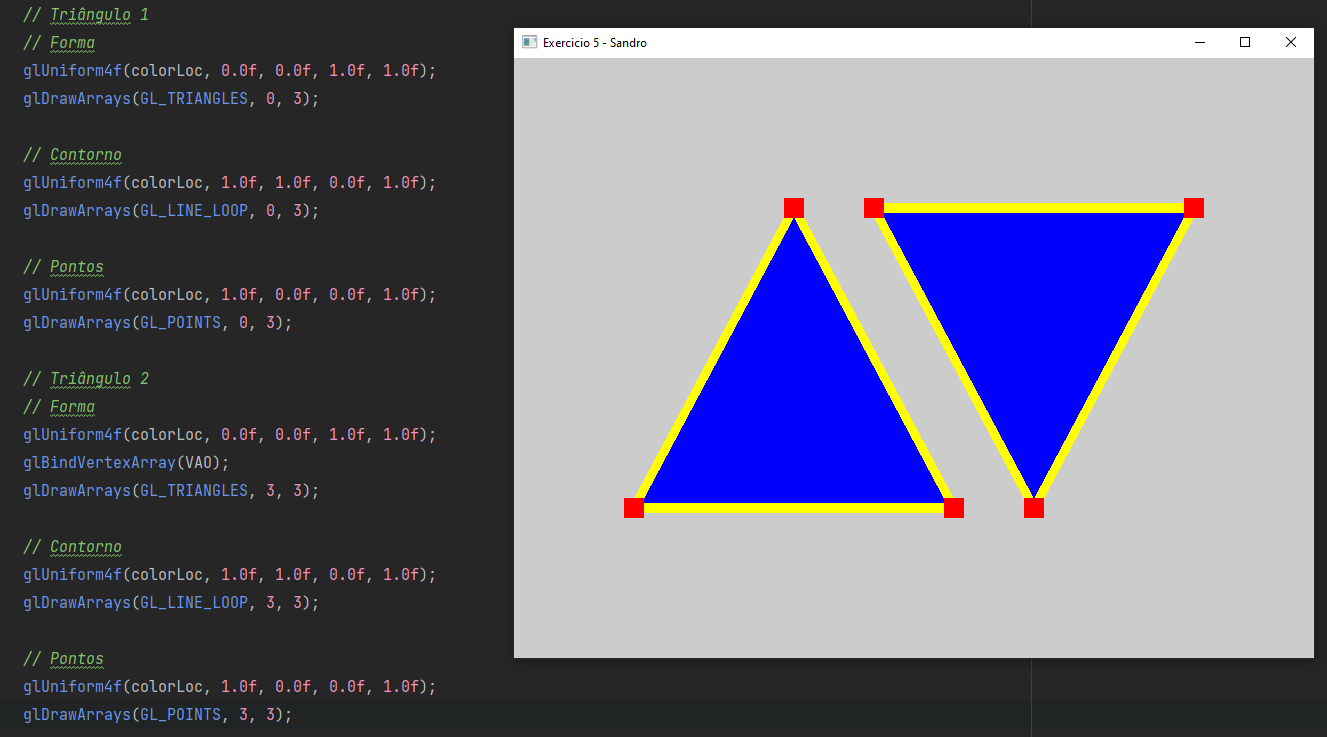 // Triângulo 1
// Forma
glUniform4f(colorLoc, 0.0f, 0.0f, 1.0f, 1.0f);
glDrawArrays(GL_TRIANGLES, 0, 3);
// Contorno
glUniform4f(colorLoc, 1.0f, 1.0f, 0.0f, 1.0f);
glDrawArrays(GL_LINE_LOOP, 0, 3);
// Pontos
glUniform4f(colorLoc, 1.0f, 0.0f, 0.0f, 1.0f);
glDrawArrays(GL_POINTS, 0, 3);
// Triângulo 2
// Forma
glUniform4f(colorLoc, 0.0f, 0.0f, 1.0f, 1.0f);
glBindVertexArray(VAO);
glDrawArrays(GL_TRIANGLES, 3, 3);
// Contorno
glUniform4f(colorLoc, 1.0f, 1.0f, 0.0f, 1.0f);
glDrawArrays(GL_LINE_LOOP, 3, 3);
// Pontos
glUniform4f(colorLoc, 1.0f, 0.0f, 0.0f, 1.0f);
glDrawArrays(GL_POINTS, 3, 3);
Exercicio 5 - Sandro